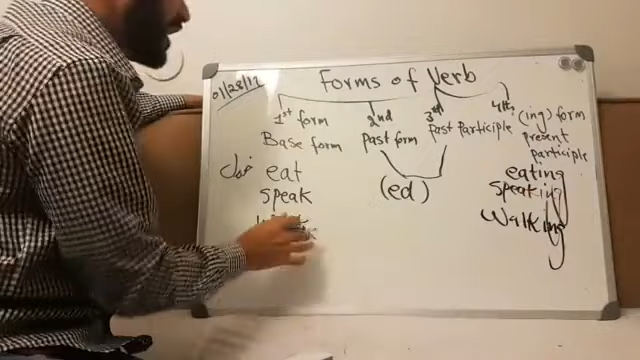 01/28/17
Forms of Verb
1st form 2nd 3rd 4th (ing) form
Base form Past form Past Participle present
participle
eat (ed) eating
speak speaking
walking